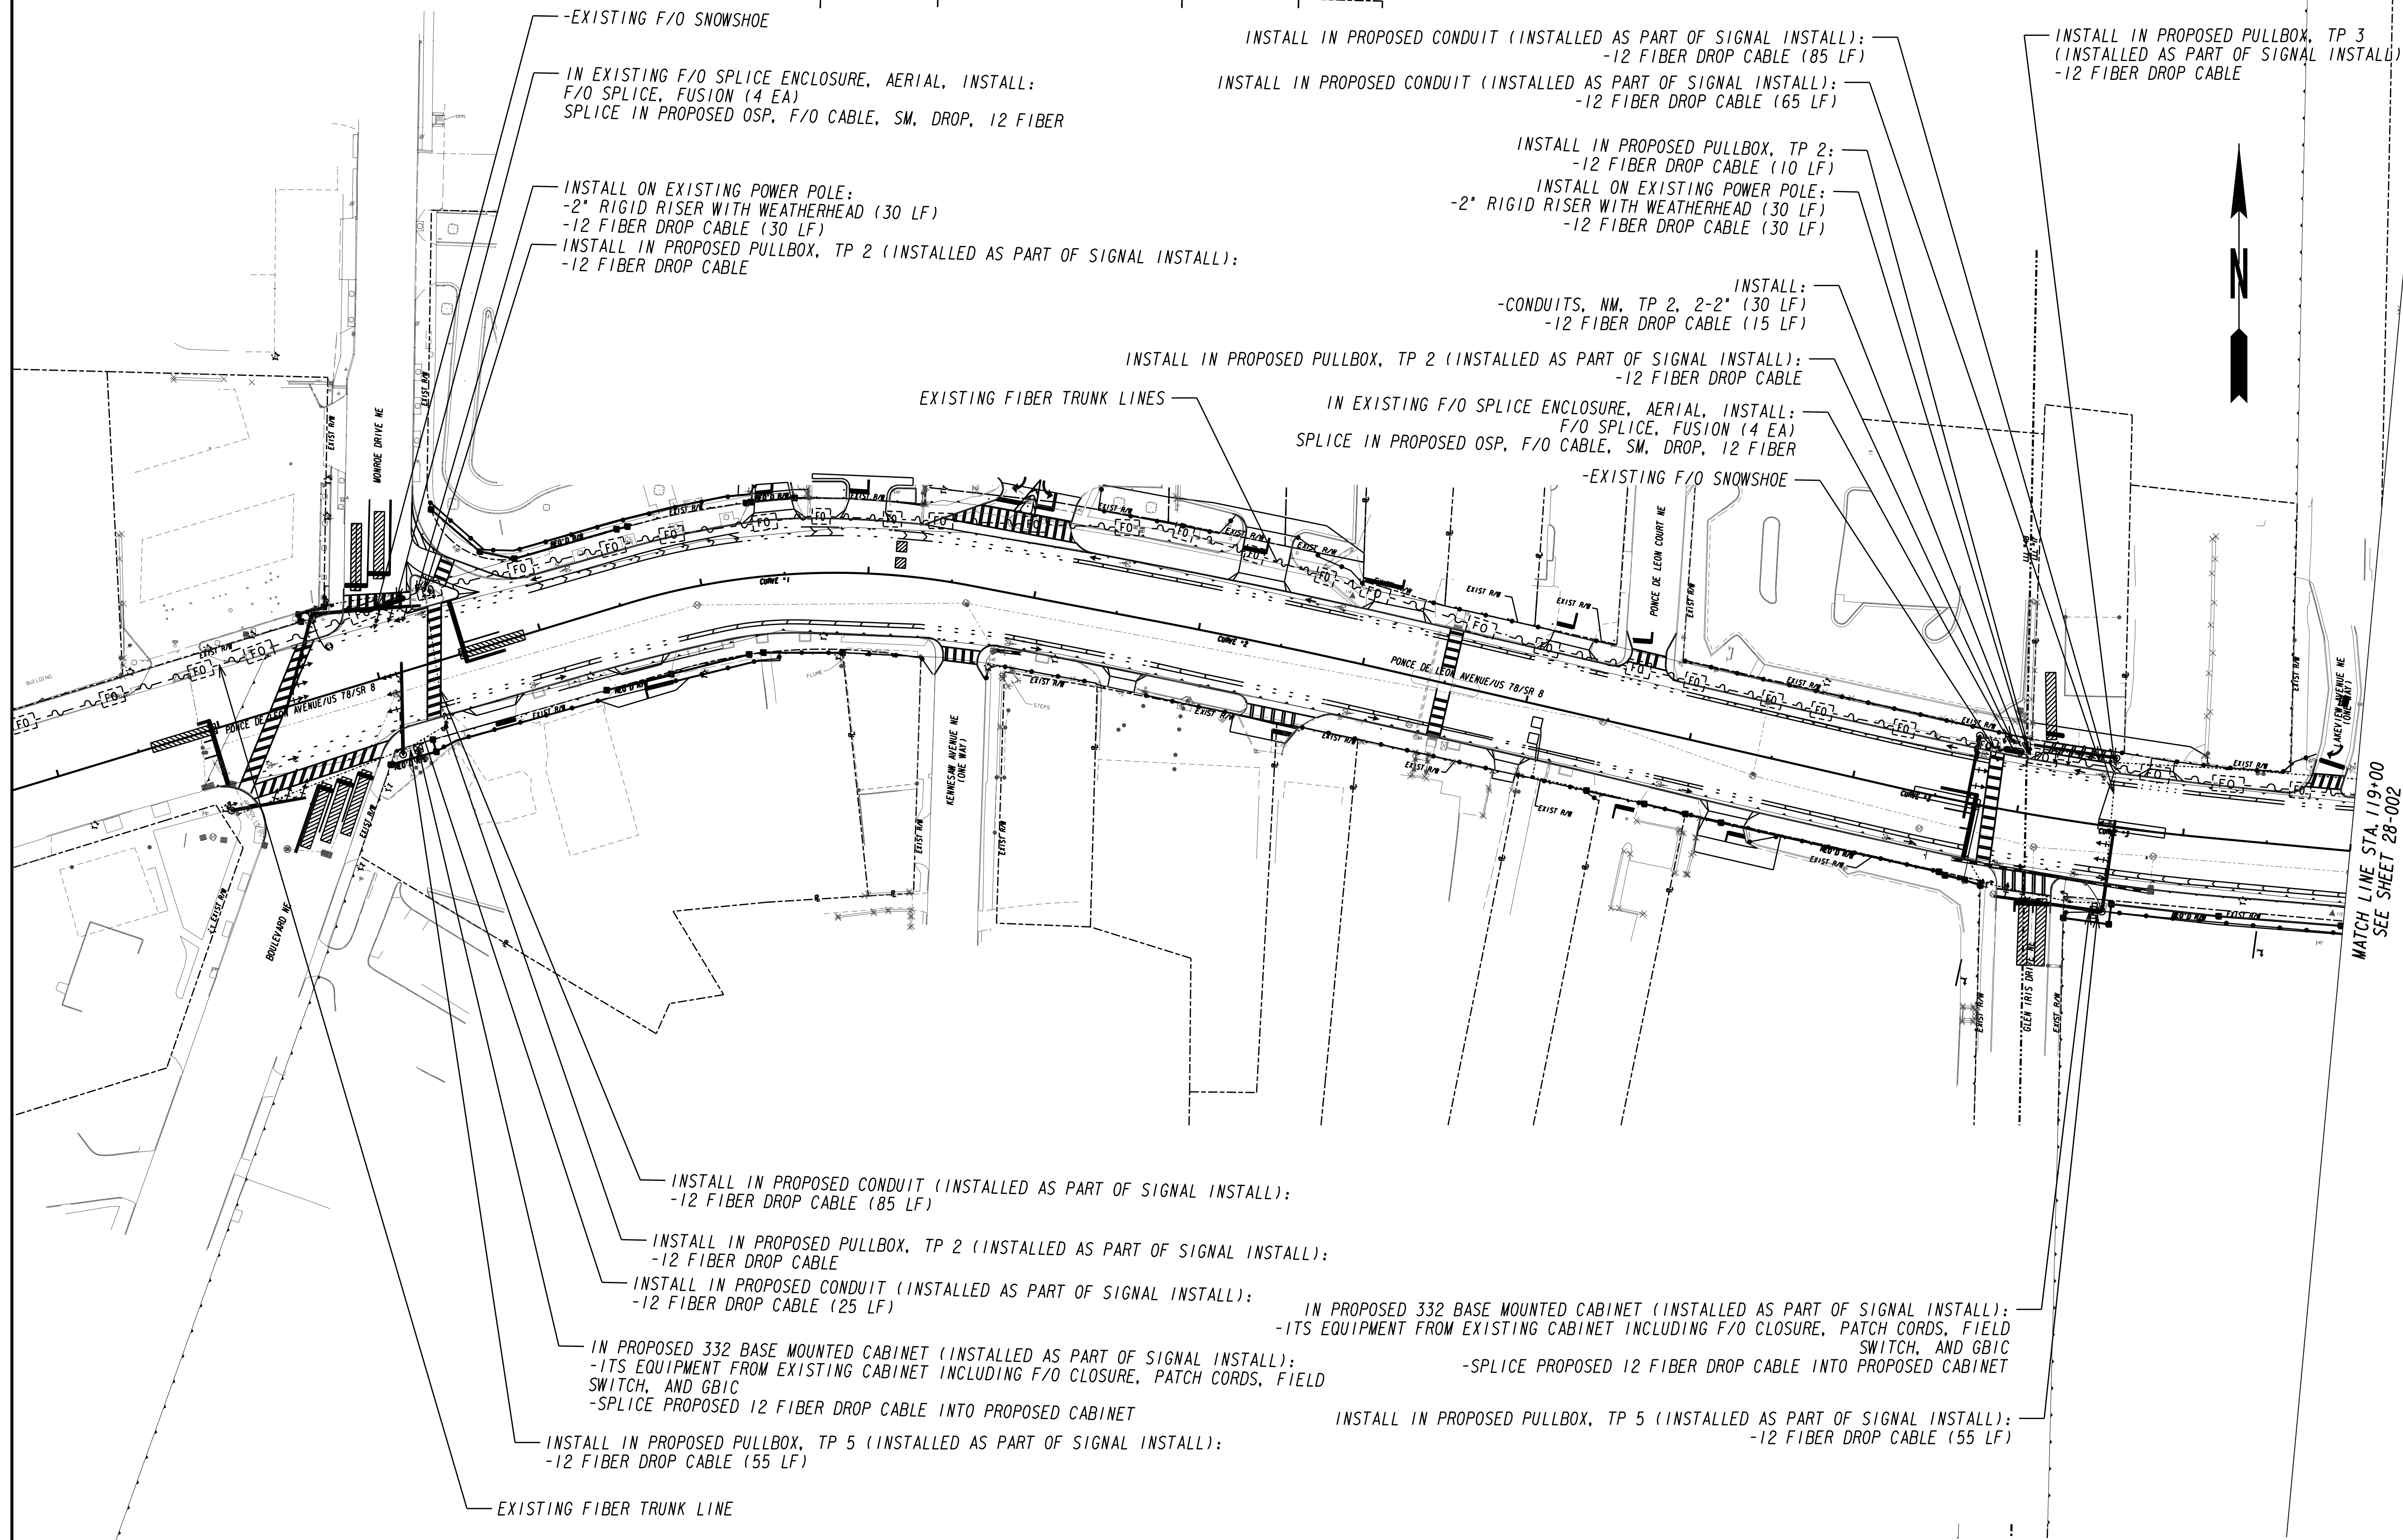 -EXISTING F/O SNOWSHOE
IN EXISTING F/O SPLICE ENCLOSURE, AERIAL, INSTALL:
F/O SPLICE, FUSION (4 EA)
SPLICE IN PROPOSED OSP, F/O CABLE, SM, DROP, 12 FIBER
INSTALL ON EXISTING POWER POLE:
-2" RIGID RISER WITH WEATHERHEAD (30 LF)
-12 FIBER DROP CABLE (30 LF)
INSTALL IN PROPOSED PULLBOX, TP 2 (INSTALLED AS PART OF SIGNAL INSTALL):
-12 FIBER DROP CABLE
INSTALL IN PROPOSED CONDUIT (INSTALLED AS PART OF SIGNAL INSTALL):
-12 FIBER DROP CABLE (85 LF)
INSTALL IN PROPOSED CONDUIT (INSTALLED AS PART OF SIGNAL INSTALL):
-12 FIBER DROP CABLE (65 LF)
INSTALL IN PROPOSED PULLBOX, TP 2:
-12 FIBER DROP CABLE (10 LF)
INSTALL ON EXISTING POWER POLE:
-2" RIGID RISER WITH WEATHERHEAD (30 LF)
-12 FIBER DROP CABLE (30 LF)
INSTALL:
-CONDUITS, NM, TP 2, 2-2" (30 LF)
-12 FIBER DROP CABLE (15 LF)
INSTALL IN PROPOSED PULLBOX, TP 2 (INSTALLED AS PART OF SIGNAL INSTALL):
-12 FIBER DROP CABLE
EXISTING FIBER TRUNK LINES
IN EXISTING F/O SPLICE ENCLOSURE, AERIAL, INSTALL:
F/O SPLICE, FUSION (4 EA)
SPLICE IN PROPOSED OSP, F/O CABLE, SM, DROP, 12 FIBER
-EXISTING F/O SNOWSHOE
INSTALL IN PROPOSED PULLBOX, TP 3
(INSTALLED AS PART OF SIGNAL INSTALL)
-12 FIBER DROP CABLE
N
STEPS
EXIST R/W
EXIST R/W
MONROE DRIVE NE
BUILDING
PONCE DE LEON AVENUE/US 78/SR 8
BOULEVARD NE
CURVE #1
FLUME
STEPS
KENNESAW AVENUE NE
(ONE WAY)
CURVE #2
PONCE DE LEON AVENUE/US 78/SR 8
PONCE DE LEON COURT NE
GLEN IRIS DRIVE NE
LAKEVIEW AVENUE NE
(ONE WAY)
FO
REQ'D R/W
EXIST R/W
MATCH LINE STA. 119+00
SEE SHEET 28-002
INSTALL IN PROPOSED CONDUIT (INSTALLED AS PART OF SIGNAL INSTALL):
-12 FIBER DROP CABLE (85 LF)
INSTALL IN PROPOSED PULLBOX, TP 2 (INSTALLED AS PART OF SIGNAL INSTALL):
-12 FIBER DROP CABLE
INSTALL IN PROPOSED CONDUIT (INSTALLED AS PART OF SIGNAL INSTALL):
-12 FIBER DROP CABLE (25 LF)
IN PROPOSED 332 BASE MOUNTED CABINET (INSTALLED AS PART OF SIGNAL INSTALL):
-ITS EQUIPMENT FROM EXISTING CABINET INCLUDING F/O CLOSURE, PATCH CORDS, FIELD
SWITCH, AND GBIC
-SPLICE PROPOSED 12 FIBER DROP CABLE INTO PROPOSED CABINET
INSTALL IN PROPOSED PULLBOX, TP 5 (INSTALLED AS PART OF SIGNAL INSTALL):
-12 FIBER DROP CABLE (55 LF)
EXISTING FIBER TRUNK LINE
IN PROPOSED 332 BASE MOUNTED CABINET (INSTALLED AS PART OF SIGNAL INSTALL):
-ITS EQUIPMENT FROM EXISTING CABINET INCLUDING F/O CLOSURE, PATCH CORDS, FIELD
SWITCH, AND GBIC
-SPLICE PROPOSED 12 FIBER DROP CABLE INTO PROPOSED CABINET
INSTALL IN PROPOSED PULLBOX, TP 5 (INSTALLED AS PART OF SIGNAL INSTALL):
-12 FIBER DROP CABLE (55 LF)